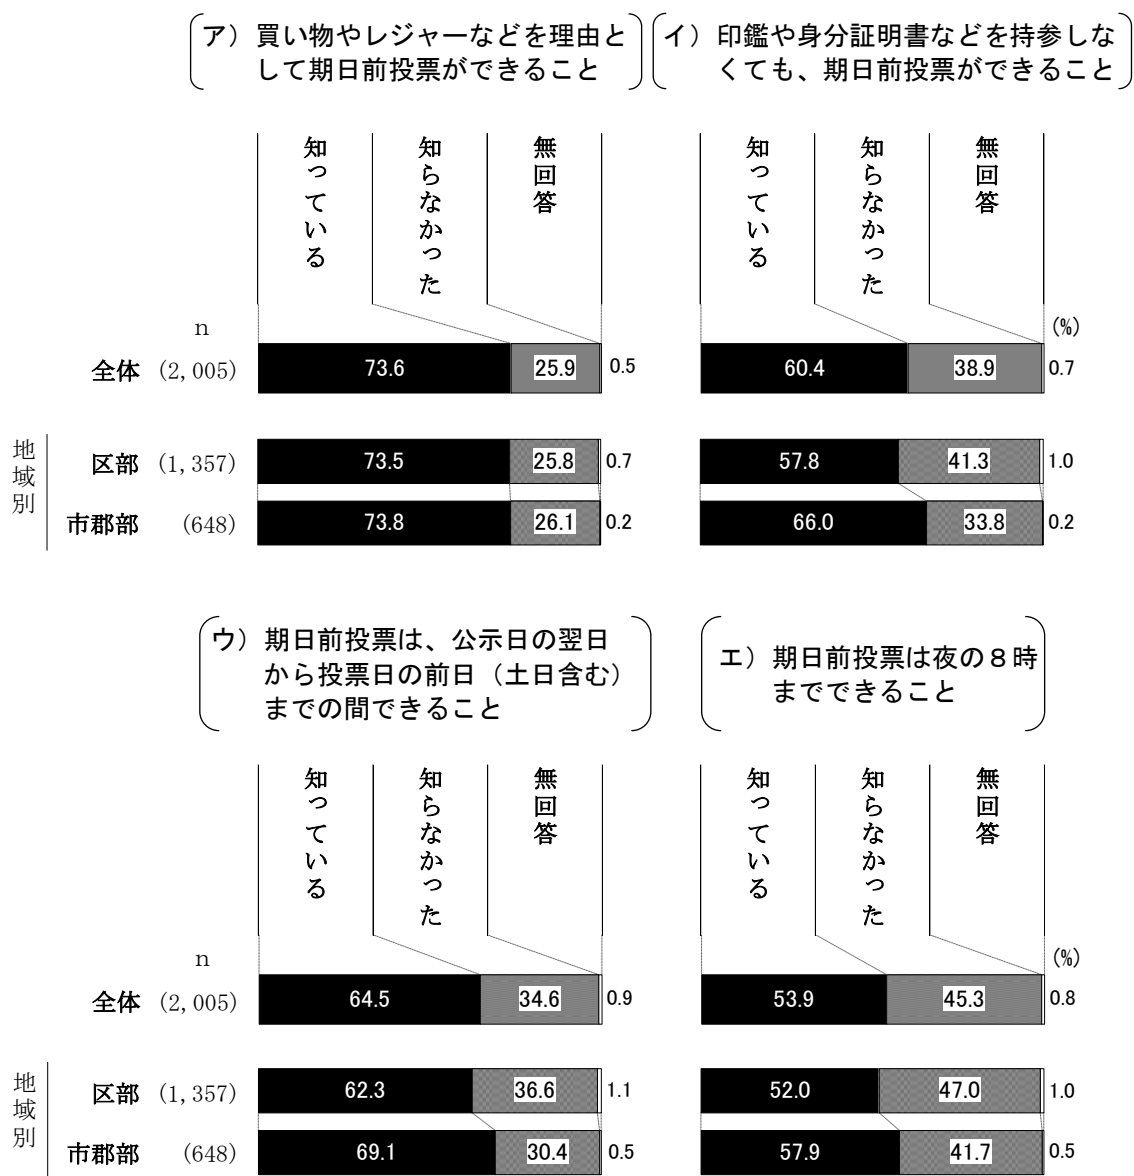 ア）買い物やレジャーなどを理由と
して期日前投票ができること
イ）印鑑や身分証明書などを持参しな
くても、期日前投票ができること
知っている
知らなかった
無回答
知っている
知らなかった
無回答
n
(%)
全体 (2,005) 73.6 25.9 0.5 60.4 38.9 0.7
地域別
区部 (1,357) 73.5 25.8 0.7 57.8 41.3 1.0
市郡部 (648) 73.8 26.1 0.2 66.0 33.8 0.2
ウ）期日前投票は、公示日の翌日
から投票日の前日（土日含む）
までの間できること
エ）期日前投票は夜の８時
までできること
知っている
知らなかった
無回答
知っている
知らなかった
無回答
n
(%)
全体 (2,005) 64.5 34.6 0.9 53.9 45.3 0.8
地域別
区部 (1,357) 62.3 36.6 1.1 52.0 47.0 1.0
市郡部 (648) 69.1 30.4 0.5 57.9 41.7 0.5